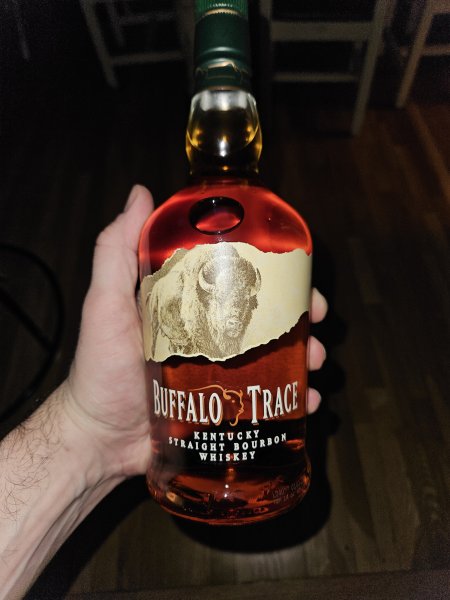 BUFFALO TRACE
KENTUCKY
STRAIGHT BOURBON
WHISKEY